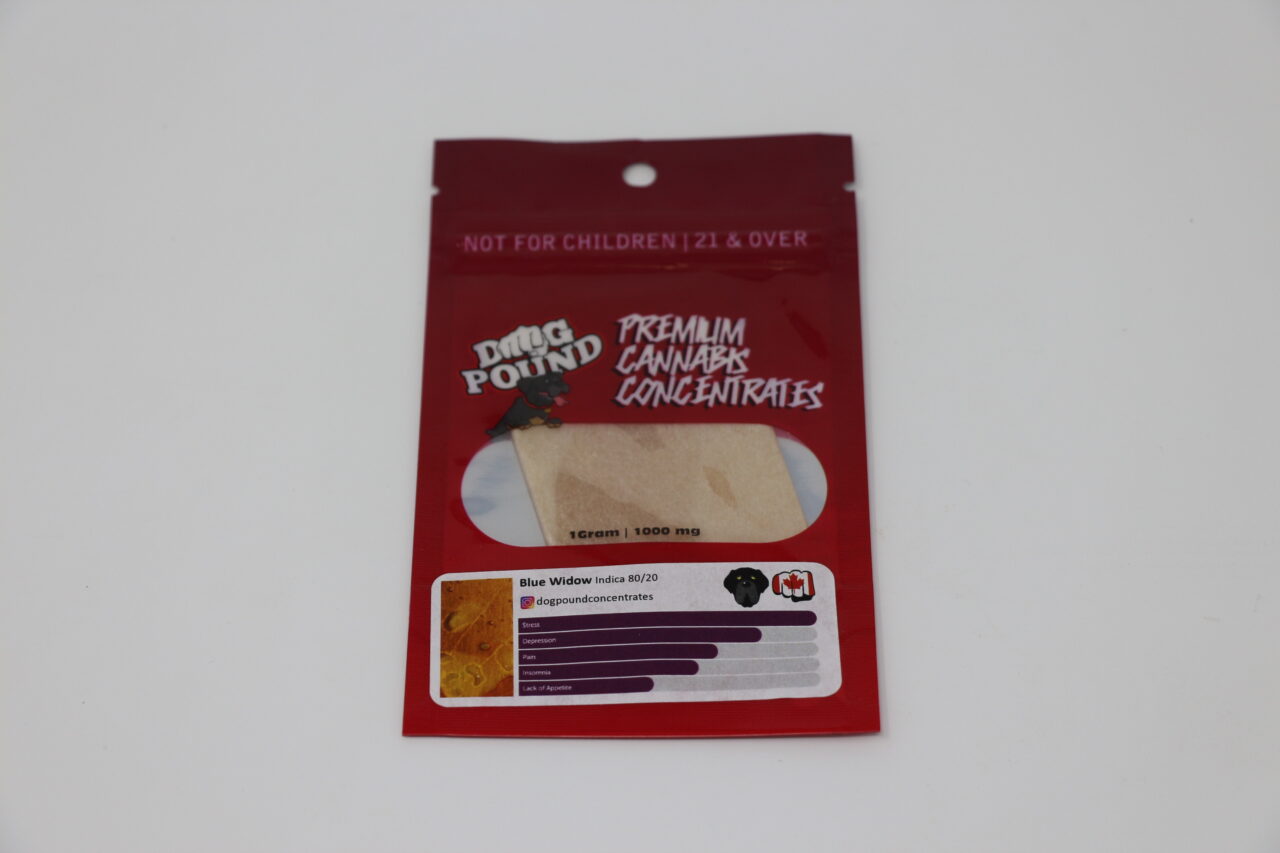 NOT FOR CHILDREN | 21 & OVER
DOG
POUND
PREMIUM
CANNABIS
CONCENTRATES
1Gram | 1000 mg
Blue Widow Indica 80/20
dogpoundconcentrates
Stress
Depression
Pain
Insomnia
Lack of Appetite